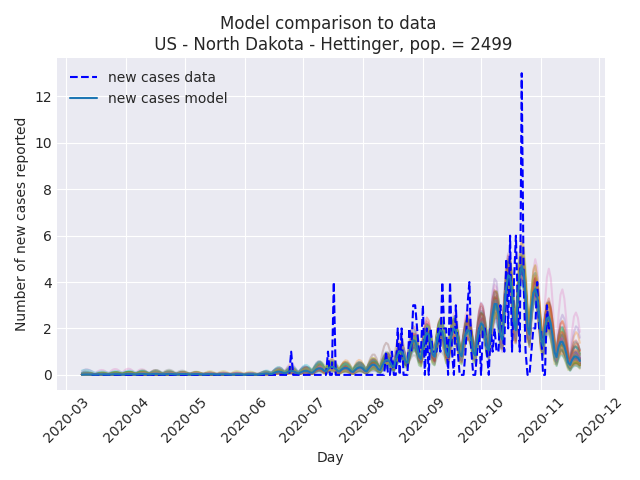 Model comparison to data
US - North Dakota - Hettinger, pop. = 2499
new cases data
new cases model
Number of new cases reported
12
10
8
6
4
2
0
2020-03
2020-04
2020-05
2020-06
2020-07
2020-08
2020-09
2020-10
2020-11
2020-12
Day